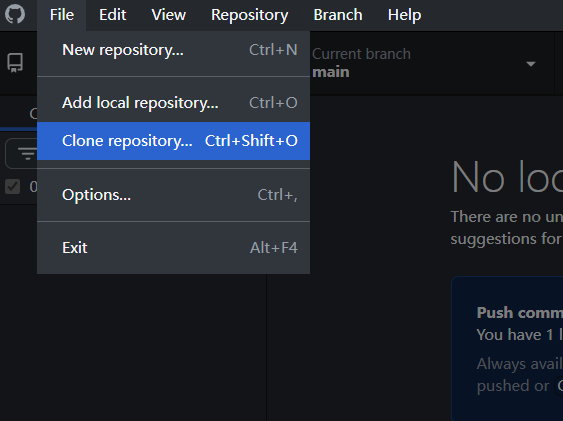 File Edit View Repository Branch Help
New repository... Ctrl+N
Add local repository... Ctrl+O
Clone repository... Ctrl+Shift+O
Options... Ctrl+,
Exit Alt+F4
Current branch
main
0
No loc
There are no un
suggestions for
Push comm
You have 1 l
Always avail
pushed or